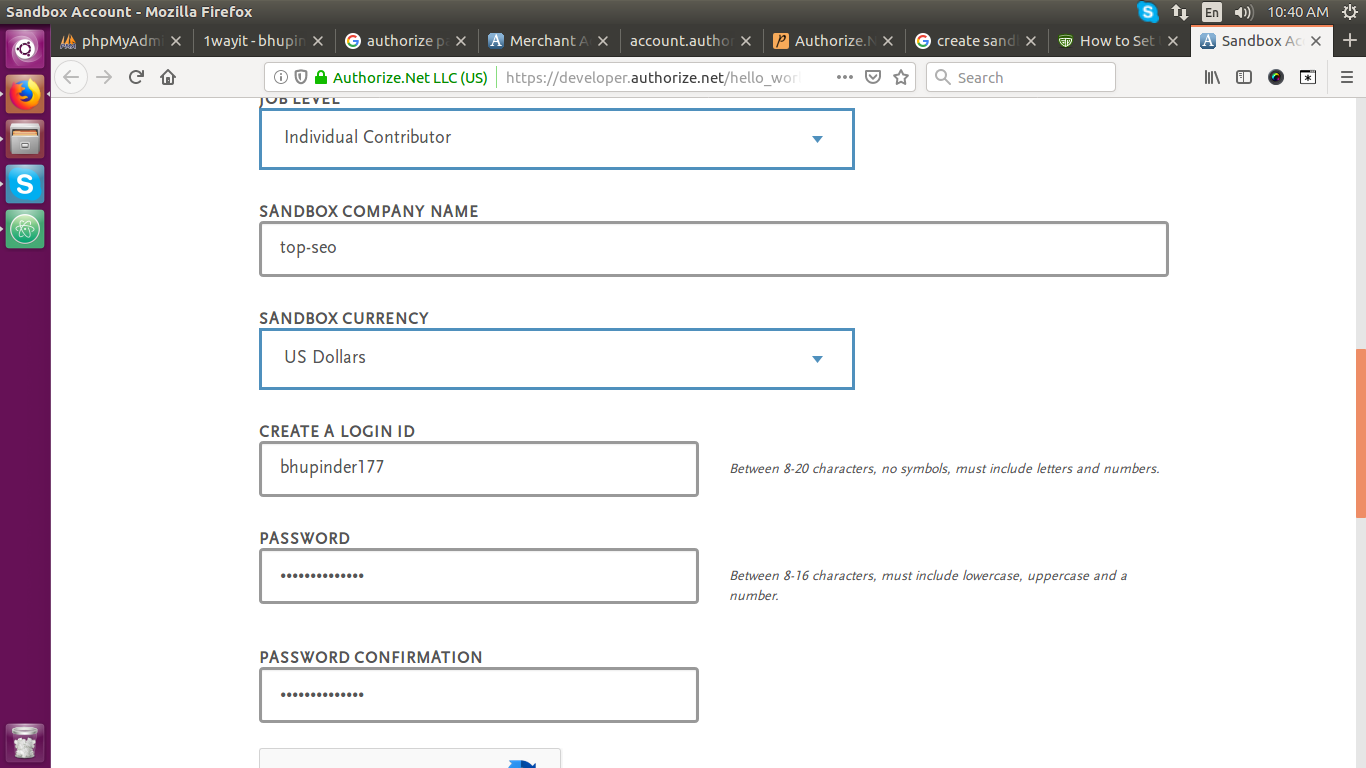 Sandbox Account - Mozilla Firefox
En
10:40 AM
phpMyAdm
1wayit - bhupin
authorize p
Merchant A
account.author
Authorize.N
create sand
How to Set
Sandbox Ac
Authorize.Net LLC (US)
https://developer.authorize.net/hello_wor
Search
JOB LEVEL
Individual Contributor
SANDBOX COMPANY NAME
top-seo
SANDBOX CURRENCY
US Dollars
CREATE A LOGIN ID
bhupinder177
Between 8-20 characters, no symbols, must include letters and numbers.
PASSWORD
••••••••••••••
Between 8-16 characters, must include lowercase, uppercase and a
number.
PASSWORD CONFIRMATION
••••••••••••••